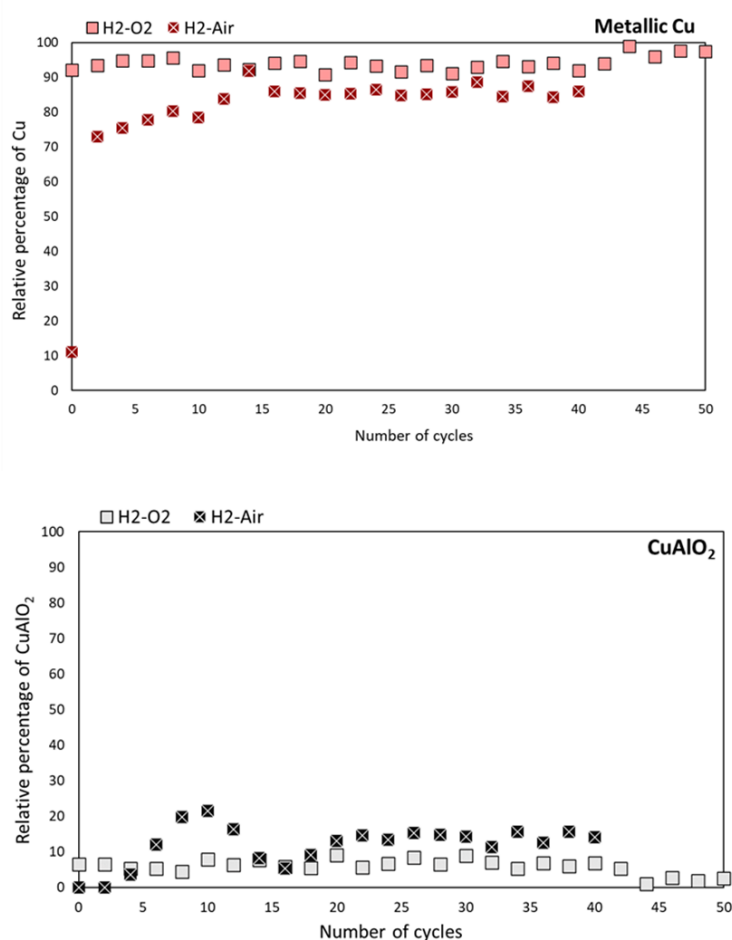 H2-O2 H2-Air
Metallic Cu
Relative percentage of Cu
100
90
80
70
60
50
40
30
20
10
0
0 5 10 15 20 25 30 35 40 45 50
Number of cycles
H2-O2 H2-Air
CuAlO₂
Relative percentage of CuAlO₂
100
90
80
70
60
50
40
30
20
10
0
0 5 10 15 20 25 30 35 40 45 50
Number of cycles